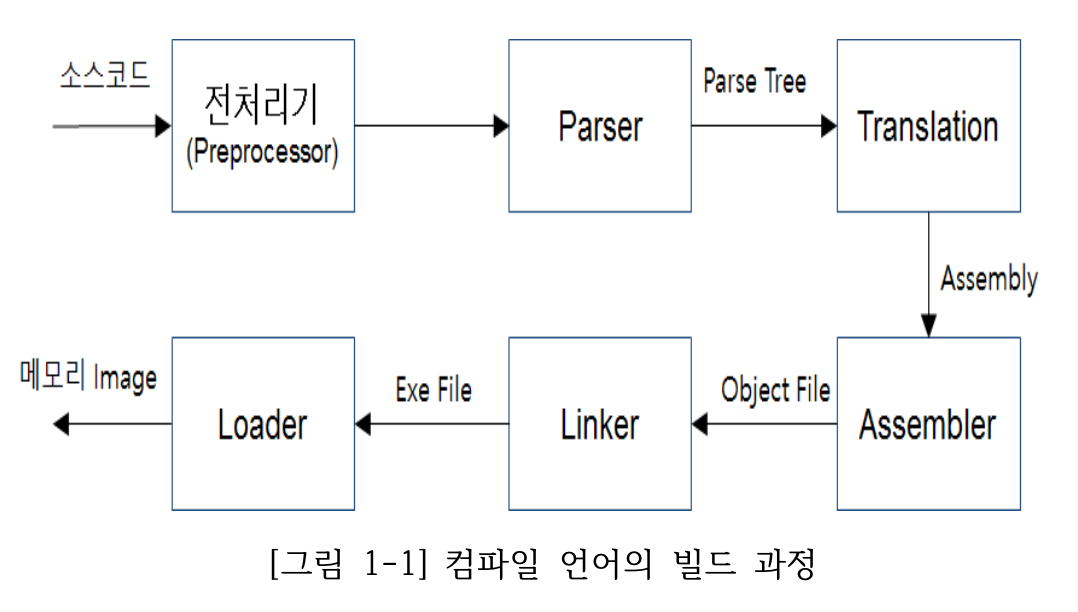 소스코드
전처리기
(Preprocessor)
Parser
Parse Tree
Translation
Assembly
Assembler
Object File
Linker
Exe File
Loader
메모리 Image
[그림 1-1] 컴파일 언어의 빌드 과정